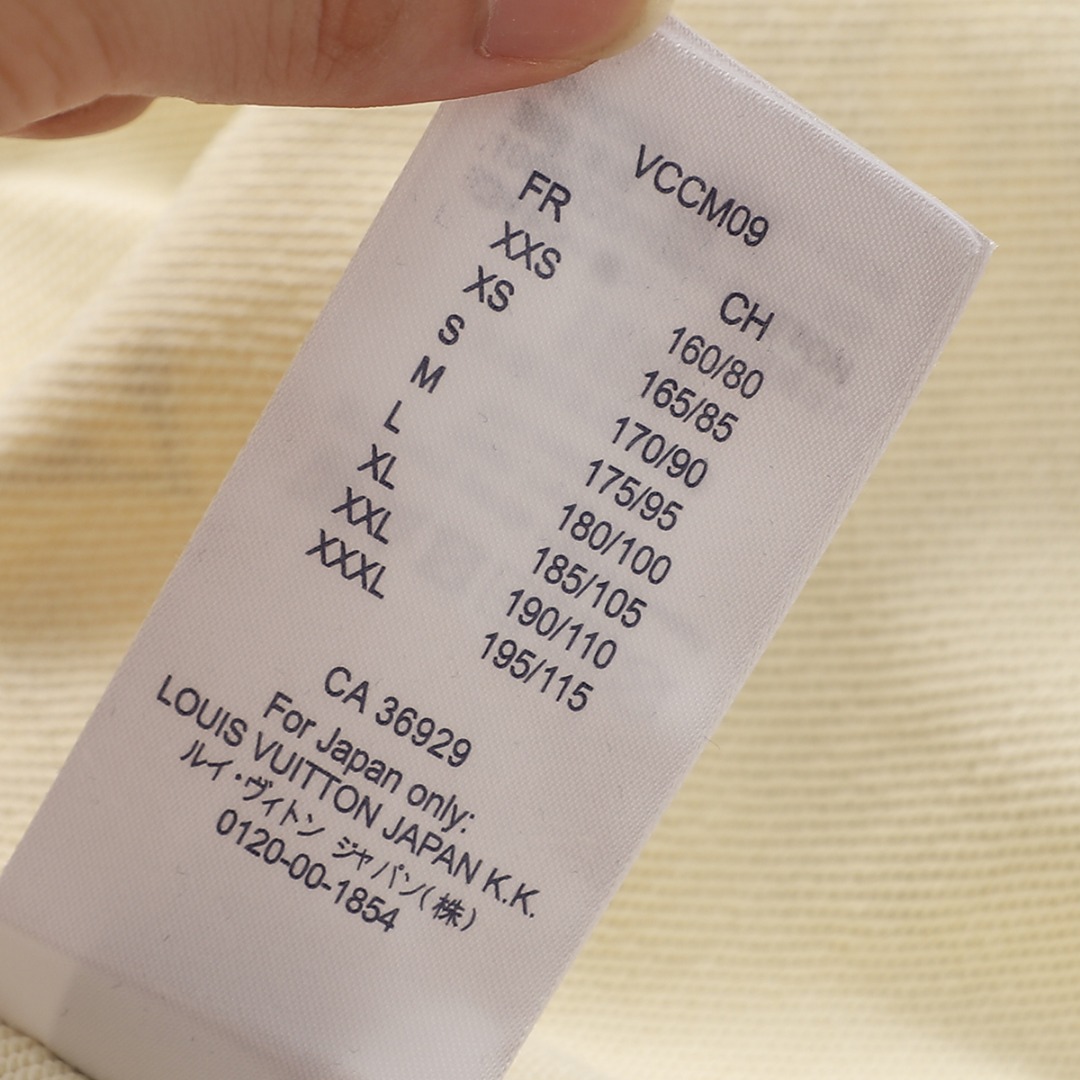 VCCM09
FR CH
XXS 160/80
XS 165/85
S 170/90
M 175/95
L 180/100
XL 185/105
XXL 190/110
XXXL 195/115
CA 36929
For Japan only:
LOUIS VUITTON JAPAN K.K.
ルイ・ヴィトン ジャパン(株)
0120-00-1854